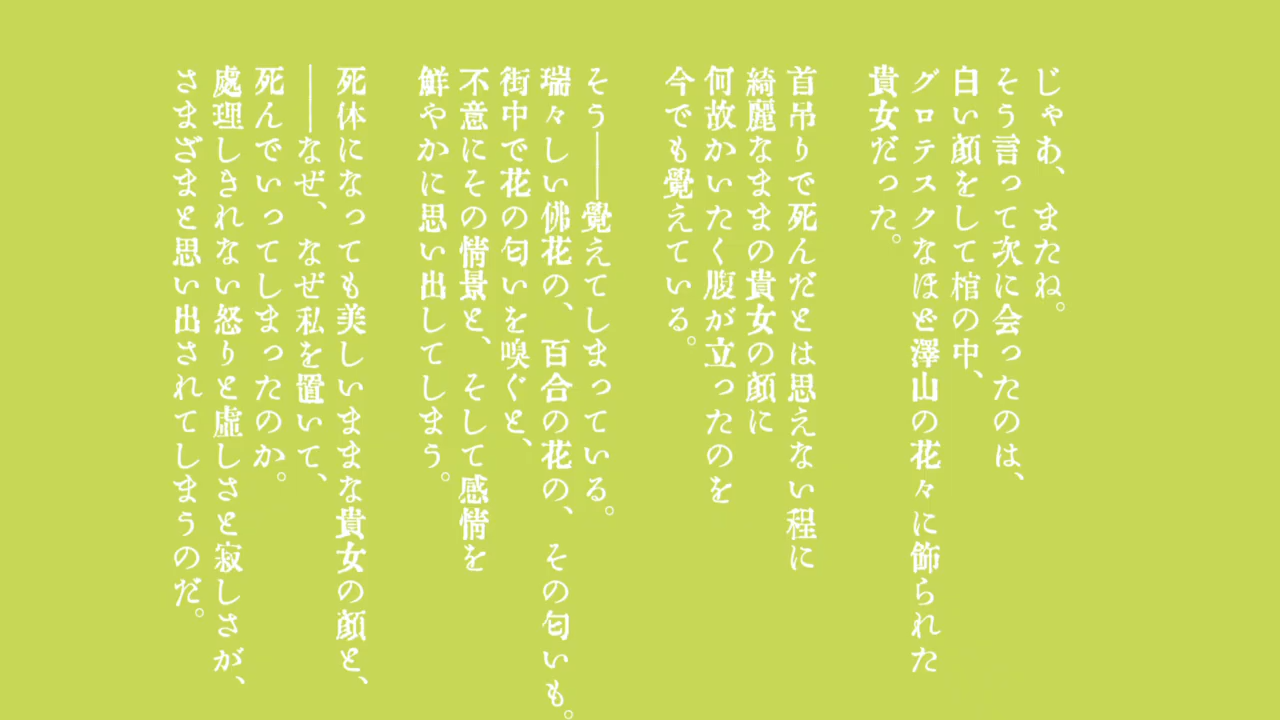 じゃあ、またね。
そう言って次に会ったのは、
白い顔をして棺の中、
グロテスクなほど澤山の花々に飾られた
貴女だった。
首吊りで死んだとは思えない程に
綺麗なままの貴女の顔に
何故かいたく腹が立ったのを
今でも覺えている。
そう――覺えてしまっている。
瑞々しい佛花の、百合の花の、その匂いも。
街中で花の匂いを嗅ぐと、
不意にその情景と、そして感情を
鮮やかに思い出してしまう。
死体になっても美しいままな貴女の顔と、
――なぜ、なぜ私を置いて、
死んでいってしまったのか。
處理しきれない怒りと虚しさと寂しさが、
さまざまと思い出されてしまうのだ。